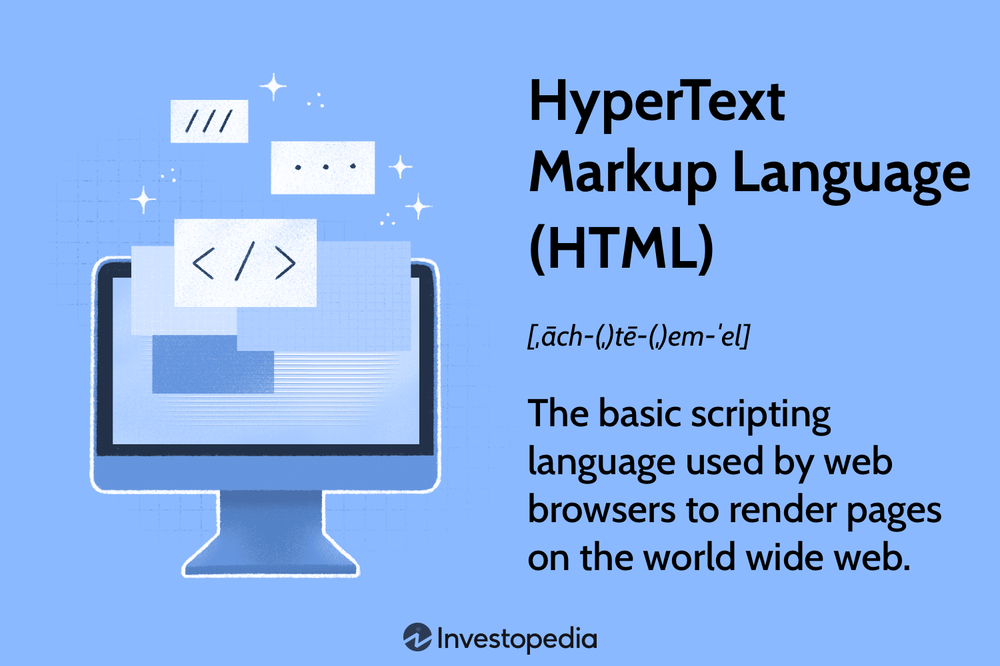 ///
...
< / >
HyperText
Markup Language
(HTML)
[ˌāch-(ˌ)tē-(ˌ)em-ˈel]
The basic scripting
language used by web
browsers to render pages
on the world wide web.
Investopedia